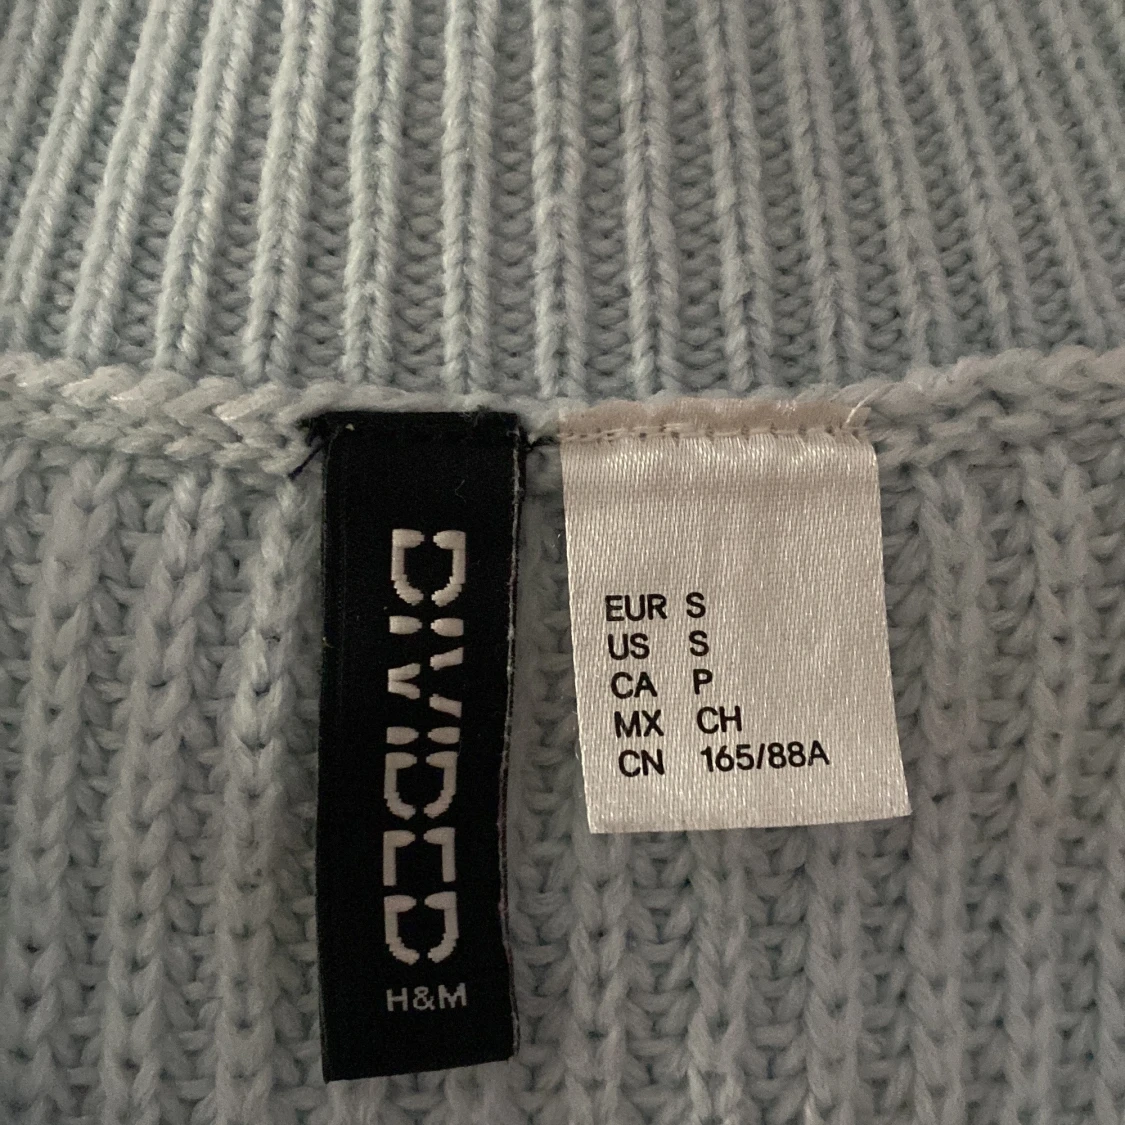 DIVIDED
H&M
EUR S
US S
CA P
MX CH
CN 165/88A